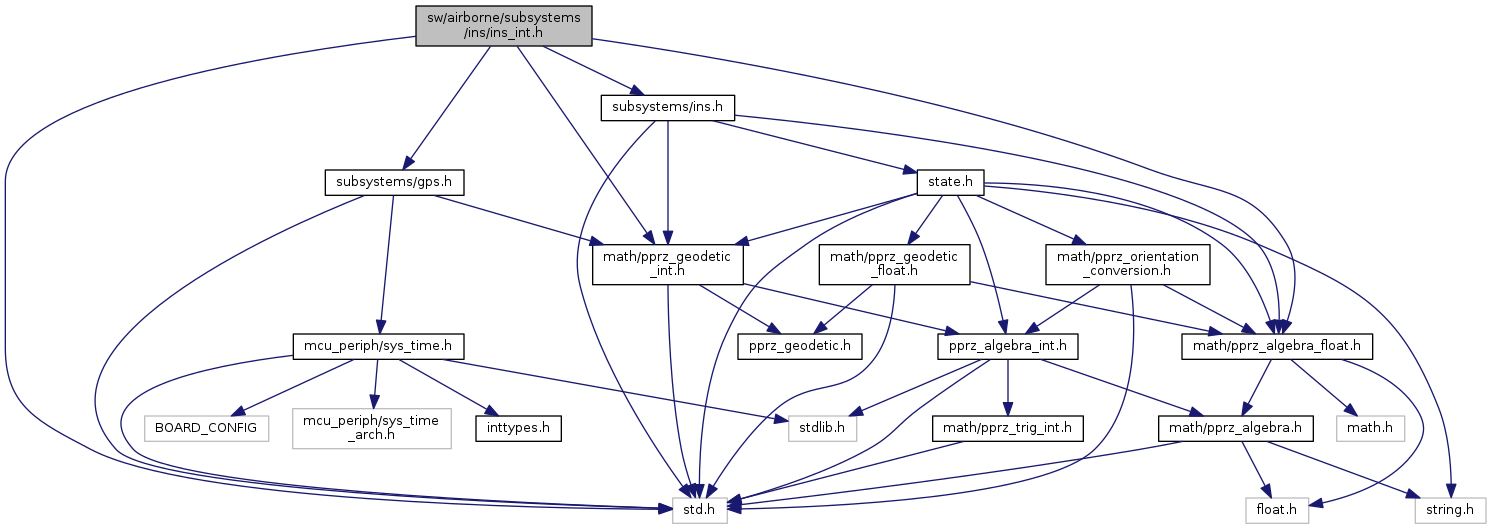 sw/airborne/subsystems
/ins/ins_int.h
subsystems/ins.h
subsystems/gps.h
state.h
math/pprz_geodetic
_int.h
math/pprz_geodetic
_float.h
math/pprz_orientation
_conversion.h
mcu_periph/sys_time.h
pprz_geodetic.h
pprz_algebra_int.h
math/pprz_algebra_float.h
BOARD_CONFIG
mcu_periph/sys_time
_arch.h
inttypes.h
stdlib.h
math/pprz_trig_int.h
math/pprz_algebra.h
math.h
std.h
float.h
string.h